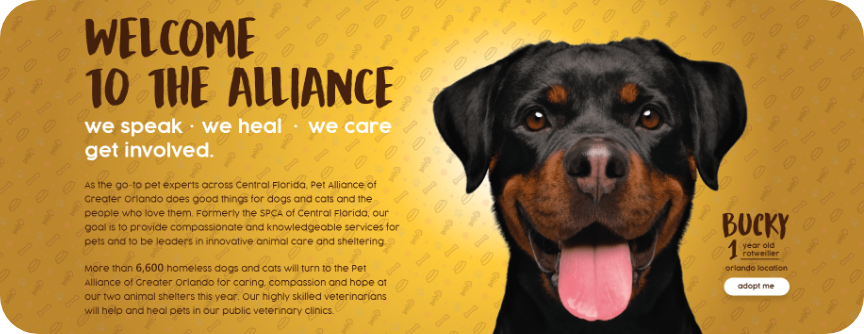 WELCOME
TO THE ALLIANCE
we speak · we heal · we care
get involved.
As the go-to pet experts across Central Florida, Pet Alliance of
Greater Orlando does good things for dogs and cats and the
people who love them. Formerly the SPCA of Central Florida, our
goal is to provide compassionate and knowledgeable services for
pets and to be leaders in innovative animal care and sheltering.
More than 6,600 homeless dogs and cats will turn to the Pet
Alliance of Greater Orlando for caring, compassion and hope at
our two animal shelters this year. Our highly skilled veterinarians
will help and heal pets in our public veterinary clinics.
BUCKY
1 year old
rotweiler
orlando location
adopt me